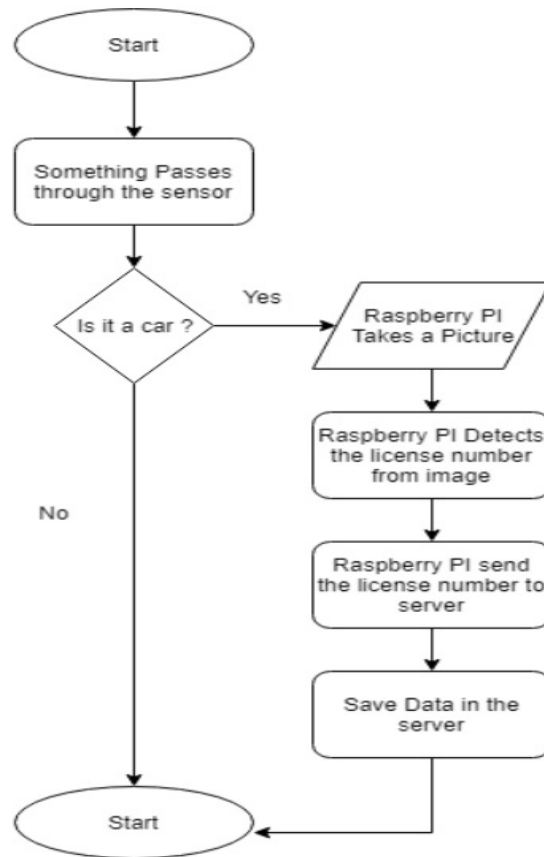 Start
Something Passes
through the sensor
Is it a car ?
Yes
Raspberry PI
Takes a Picture
Raspberry PI Detects
the license number
from image
No
Raspberry PI send
the license number to
server
Save Data in the
server
Start